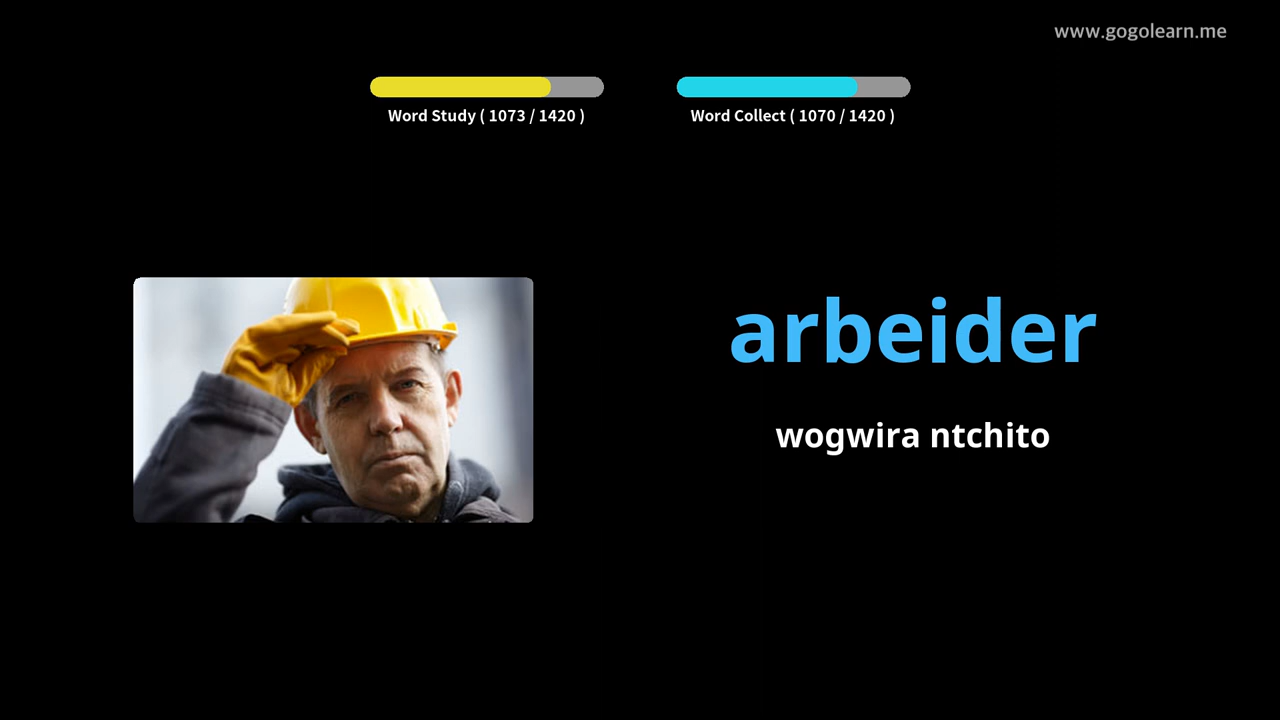 www.gogolearn.me
Word Study ( 1073 / 1420 )
Word Collect ( 1070 / 1420 )
arbeider
wogwira ntchito